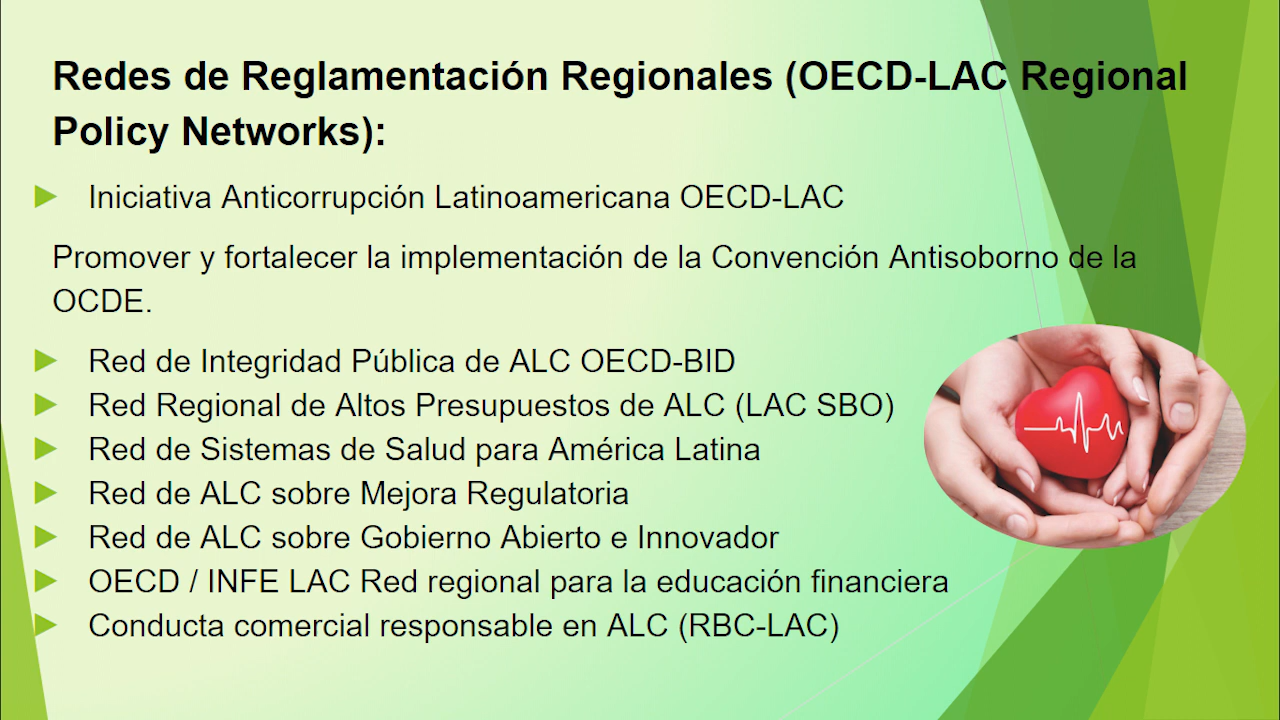 Redes de Reglamentación Regionales (OECD-LAC Regional
Policy Networks):
Iniciativa Anticorrupción Latinoamericana OECD-LAC
Promover y fortalecer la implementación de la Convención Antisoborno de la
OCDE.
Red de Integridad Pública de ALC OECD-BID
Red Regional de Altos Presupuestos de ALC (LAC SBO)
Red de Sistemas de Salud para América Latina
Red de ALC sobre Mejora Regulatoria
Red de ALC sobre Gobierno Abierto e Innovador
OECD / INFE LAC Red regional para la educación financiera
Conducta comercial responsable en ALC (RBC-LAC)